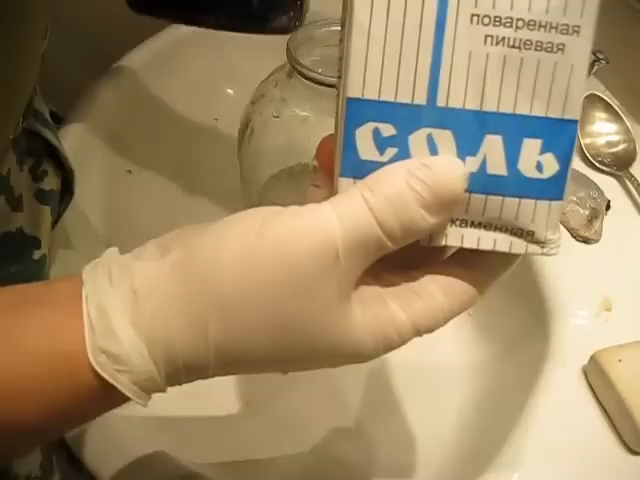 поваренная
пищевая
соль
каменная